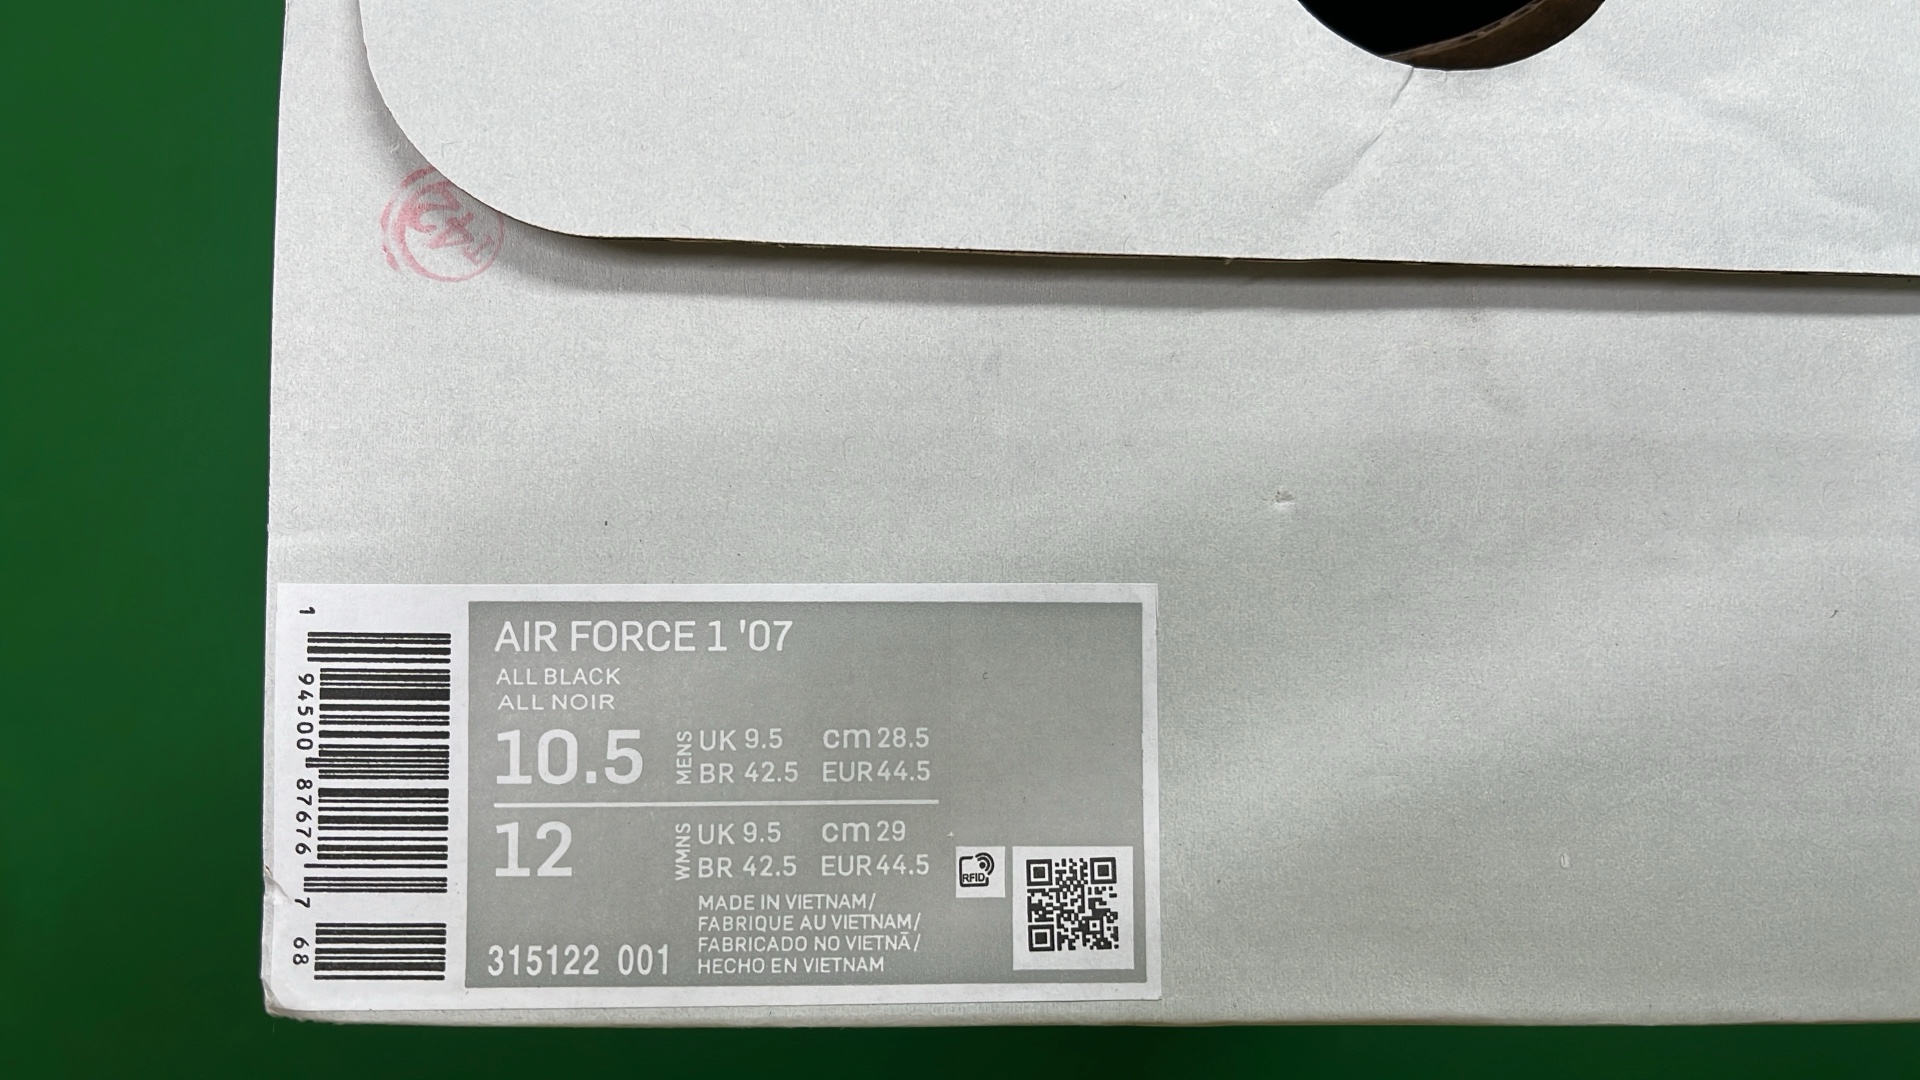 AIR FORCE 1 '07
ALL BLACK
ALL NOIR
10.5 MENS UK 9.5 cm 28.5
BR 42.5 EUR 44.5
12 WMNS UK 9.5 cm 29
BR 42.5 EUR 44.5
MADE IN VIETNAM/
FABRIQUE AU VIETNAM/
FABRICADO NO VIETNÃ/
HECHO EN VIETNAM
315122 001
RFID
1 94500 87676 7 68